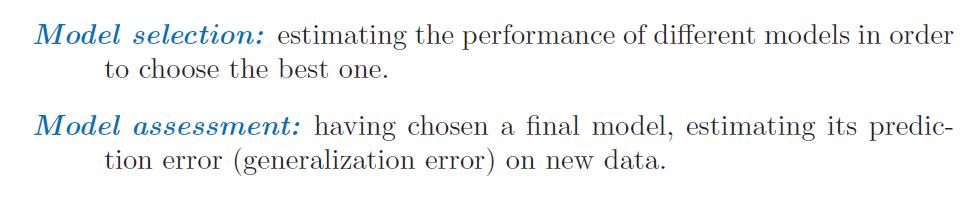 Model selection: estimating the performance of different models in order
to choose the best one.
Model assessment: having chosen a final model, estimating its predic-
tion error (generalization error) on new data.